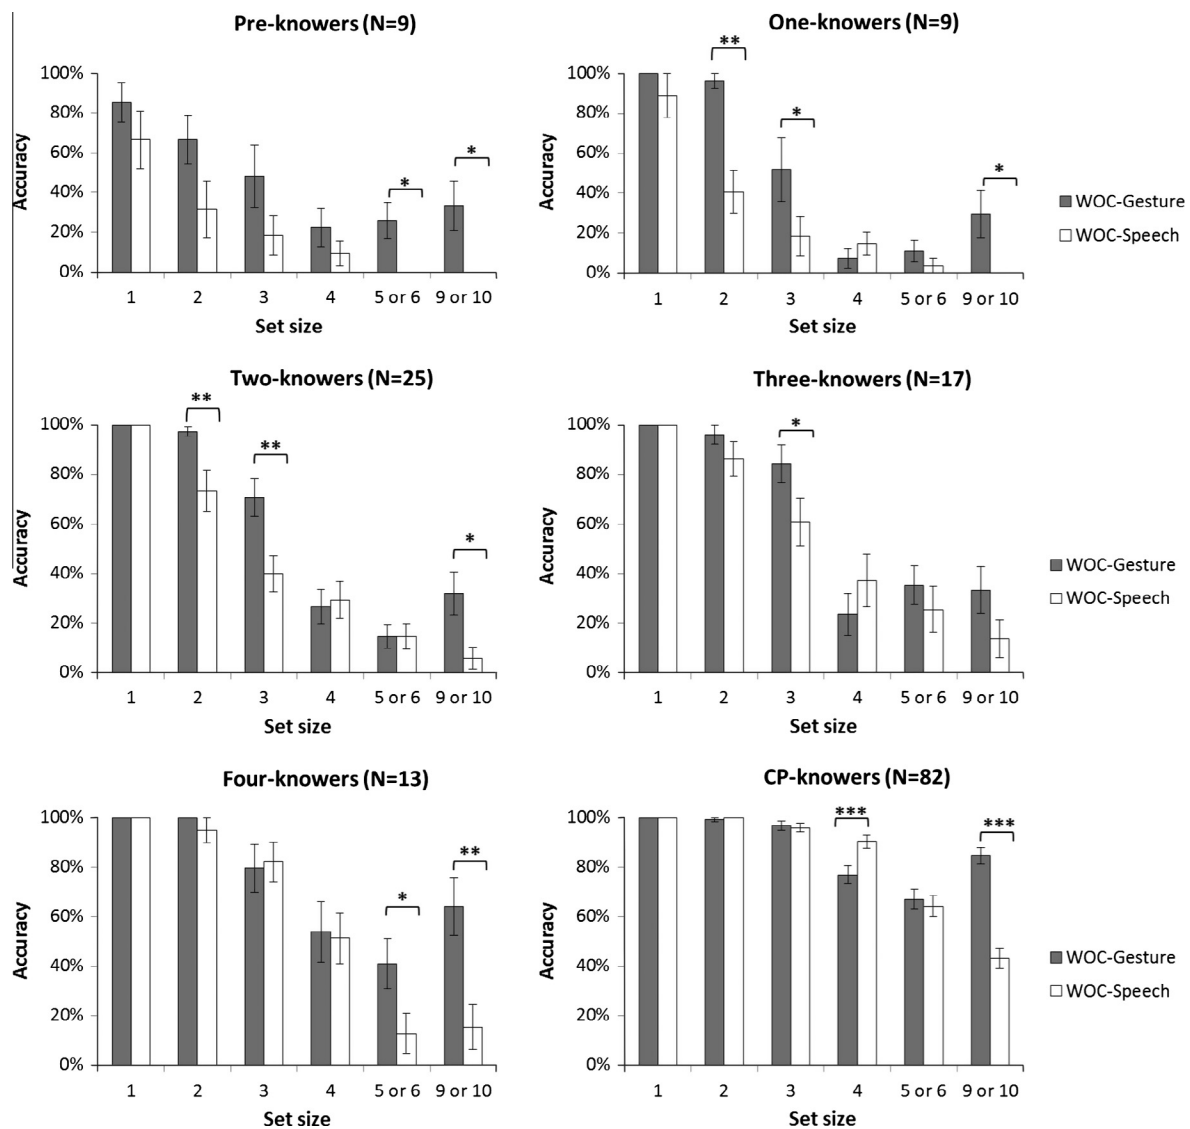 Pre-knowers (N=9)
100%
80%
60%
40%
20%
0%
Accuracy
* *
1 2 3 4 5 or 6 9 or 10
Set size
One-knowers (N=9)
** * *
100%
80%
60%
40%
20%
0%
Accuracy
1 2 3 4 5 or 6 9 or 10
Set size
WOC-Gesture
WOC-Speech
Two-knowers (N=25)
** ** *
100%
80%
60%
40%
20%
0%
Accuracy
1 2 3 4 5 or 6 9 or 10
Set size
Three-knowers (N=17)
*
100%
80%
60%
40%
20%
0%
Accuracy
1 2 3 4 5 or 6 9 or 10
Set size
WOC-Gesture
WOC-Speech
Four-knowers (N=13)
* **
100%
80%
60%
40%
20%
0%
Accuracy
1 2 3 4 5 or 6 9 or 10
Set size
CP-knowers (N=82)
*** ***
100%
80%
60%
40%
20%
0%
Accuracy
1 2 3 4 5 or 6 9 or 10
Set size
WOC-Gesture
WOC-Speech